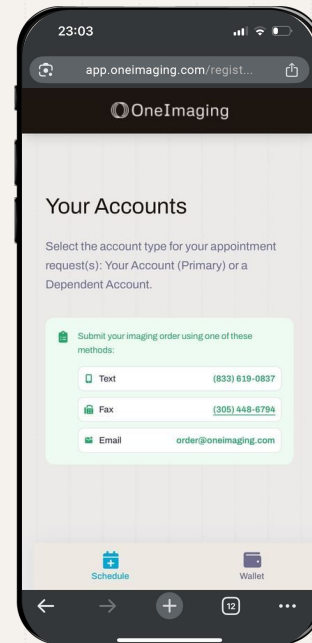 23:03
app.oneimaging.com/regist...
OneImaging
Your Accounts
Select the account type for your appointment
request(s): Your Account (Primary) or a
Dependent Account.
Submit your imaging order using one of these
methods:
Text (833) 619-0837
Fax (305) 448-6794
Email order@oneimaging.com
Schedule Wallet
12